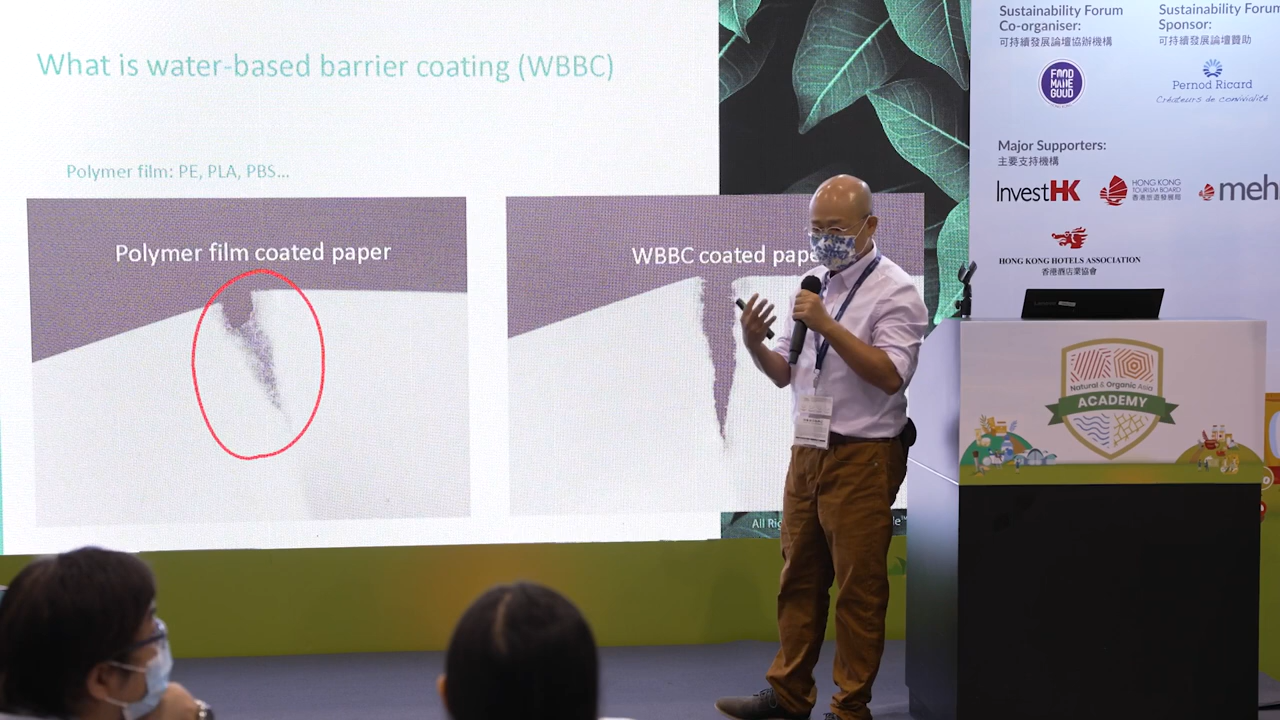 What is water-based barrier coating (WBBC)
Polymer film: PE, PLA, PBS...
Polymer film coated paper
WBBC coated pape
All Rig
le™
Sustainability Forum
Co-organiser:
可持續發展論壇協辦機構
FOOD
MADE
GOOD
Sustainability Forum
Sponsor:
可持續發展論壇贊助
Pernod Ricard
Créateurs de convivialité
Major Supporters:
主要支持機構
InvestHK
HONG KONG
TOURISM BOARD
香港旅遊發展局
meh
HONG KONG HOTELS ASSOCIATION
香港酒店業協會
Lenovo
Natural & Organic Asia
ACADEMY